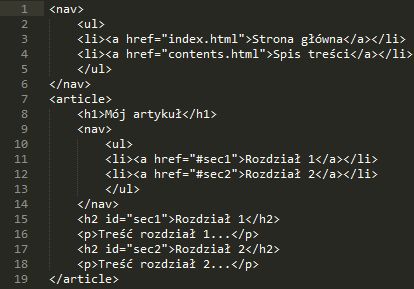 1 <nav>
2 <ul>
3 <li><a href="index.html">Strona główna</a></li>
4 <li><a href="contents.html">Spis treści</a></li>
5 </ul>
6 </nav>
7 <article>
8 <h1>Mój artykuł</h1>
9 <nav>
10 <ul>
11 <li><a href="#sec1">Rozdział 1</a></li>
12 <li><a href="#sec2">Rozdział 2</a></li>
13 </ul>
14 </nav>
15 <h2 id="sec1">Rozdział 1</h2>
16 <p>Treść rozdział 1...</p>
17 <h2 id="sec2">Rozdział 2</h2>
18 <p>Treść rozdział 2...</p>
19 </article>